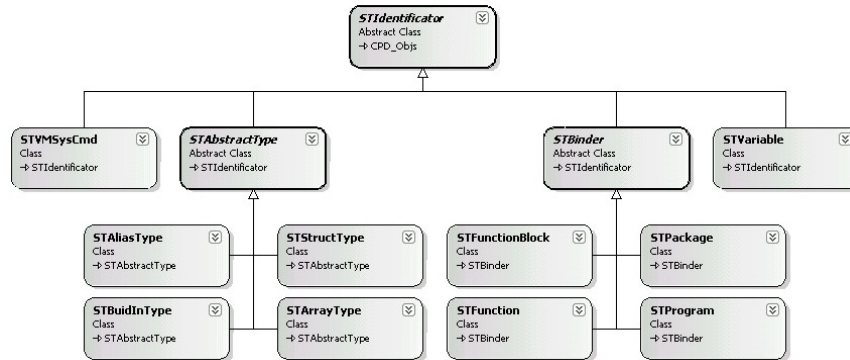 STIdentificator
Abstract Class
→ CPD_Objs
STVMSysCmd
Class
→ STIdentificator
STAbstractType
Abstract Class
→ STIdentificator
STBinder
Abstract Class
→ STIdentificator
STVariable
Class
→ STIdentificator
STAliasType
Class
→ STAbstractType
STStructType
Class
→ STAbstractType
STFunctionBlock
Class
→ STBinder
STPackage
Class
→ STBinder
STBuidInType
Class
→ STAbstractType
STArrayType
Class
→ STAbstractType
STFunction
Class
→ STBinder
STProgram
Class
→ STBinder